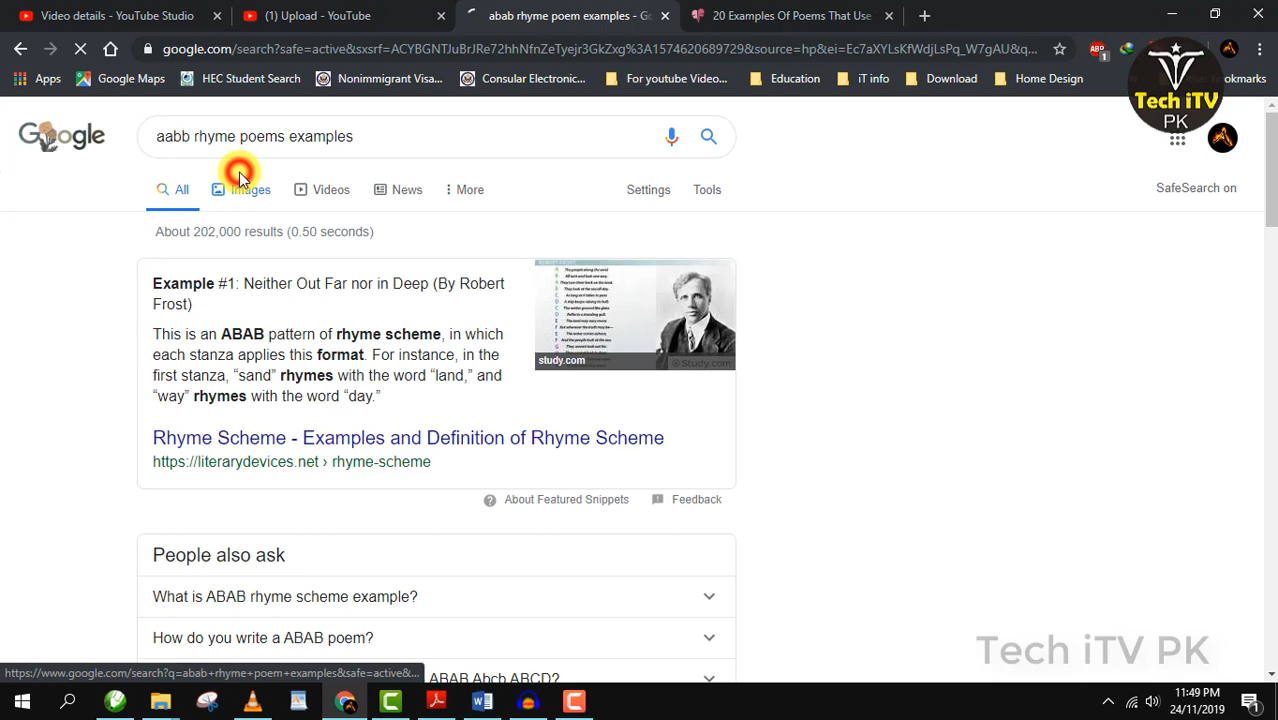 Video details - YouTube Studio
(1) Upload - YouTube
abab rhyme poem examples - Go
20 Examples Of Poems That Use
google.com/search?safe=active&sxsrf=ACYBGNTJuBrJRe72hhNfnZeTyejr3GkZxg%3A1574620689729&source=hp&ei=Ec7aXYLsKfWdjLsPq_W7gAU&q...
Apps
Google Maps
HEC Student Search
Nonimmigrant Visa...
Consular Electronic...
For youtube Video...
Education
iT info
Download
Home Design
Bookmarks
Tech iTV
PK
Google
aabb rhyme poems examples
All
Images
Videos
News
More
Settings
Tools
SafeSearch on
About 202,000 results (0.50 seconds)
Example #1: Neither Out Far nor in Deep (By Robert
Frost)
This is an ABAB pattern of rhyme scheme, in which
each stanza applies this format. For instance, in the
first stanza, “sand” rhymes with the word “land,” and
“way” rhymes with the word “day.”
study.com
Study.com
Rhyme Scheme - Examples and Definition of Rhyme Scheme
https://literarydevices.net › rhyme-scheme
About Featured Snippets
Feedback
People also ask
What is ABAB rhyme scheme example?
How do you write a ABAB poem?
ABAB Abcb ABCD?
https://www.google.com/search?q=abab+rhyme+poem+examples&safe=active&...
Tech iTV PK
11:49 PM
24/11/2019